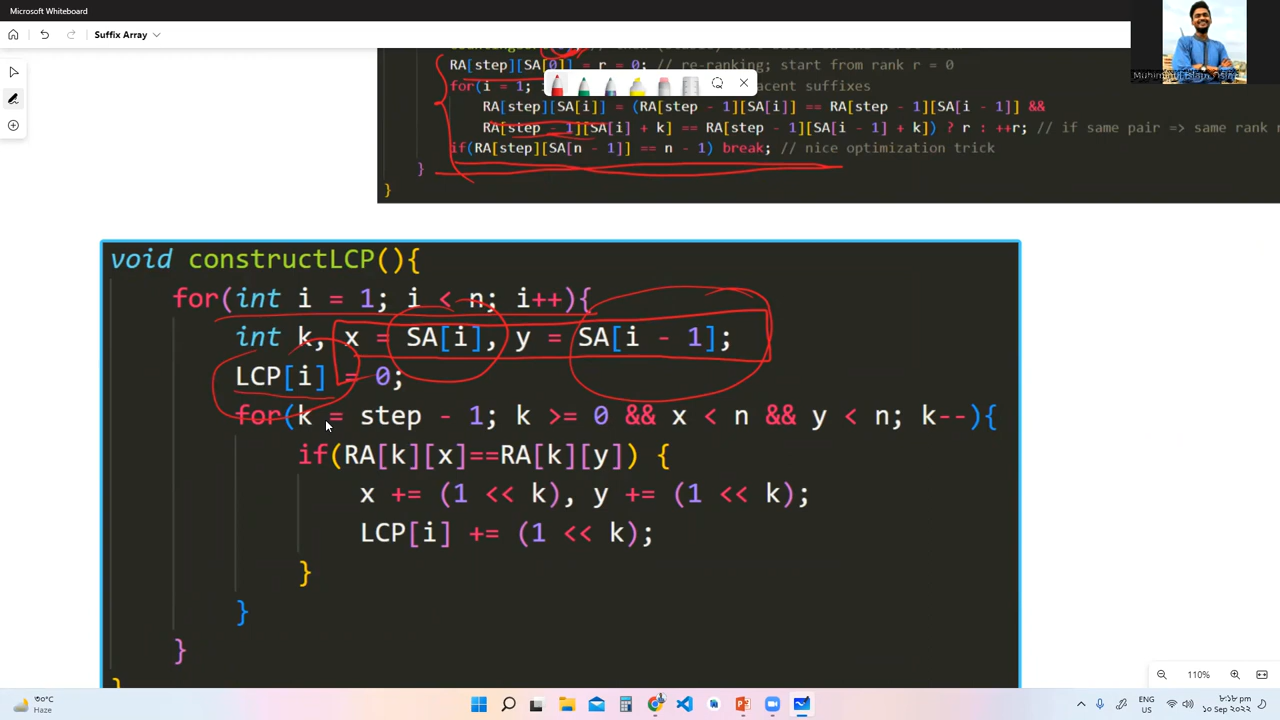 Microsoft Whiteboard
Suffix Array
Muhiminul Islam Osim
RA[step][SA[0]] = r = 0; // re-ranking; start from rank r = 0
for(i = 1; i acent suffixes
RA[step][SA[i]] = (RA[step - 1][SA[i]] == RA[step - 1][SA[i - 1]] &&
RA[step - 1][SA[i] + k] == RA[step - 1][SA[i - 1] + k]) ? r : ++r; // if same pair => same rank
if(RA[step][SA[n - 1]] == n - 1) break; // nice optimization trick
}
}
void constructLCP(){
for(int i = 1; i < n; i++){
int k, x = SA[i], y = SA[i - 1];
LCP[i] = 0;
for(k = step - 1; k >= 0 && x < n && y < n; k--){
if(RA[k][x]==RA[k][y]) {
x += (1 << k), y += (1 << k);
LCP[i] += (1 << k);
}
}
}
}
110%
৩০°C
Haze
ENG
US